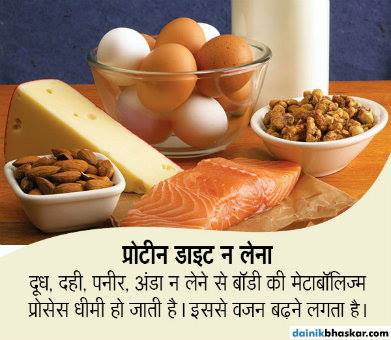 प्रोटीन डाइट न लेना
दूध, दही, पनीर, अंडा न लेने से बॉडी की मेटाबॉलिज्म
प्रोसेस धीमी हो जाती है। इससे वजन बढ़ने लगता है।
dainikbhaskar.com